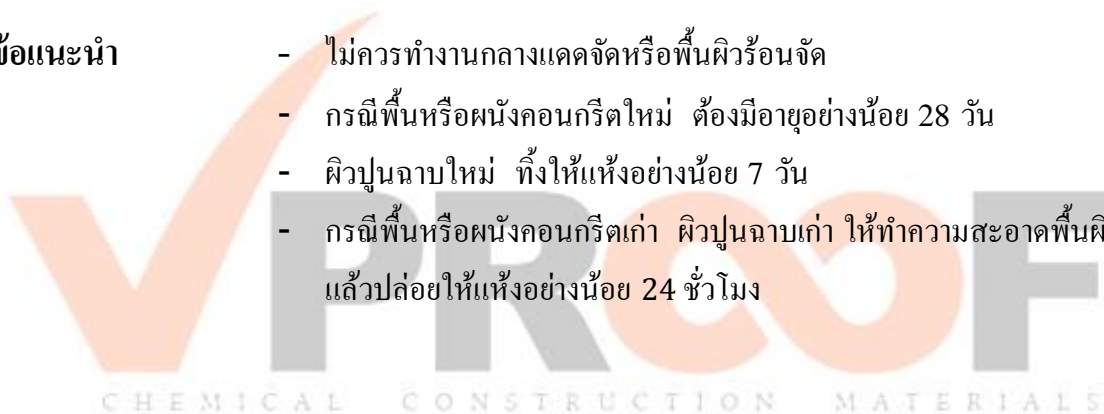 ข้อแนะนำ - ไม่ควรทำงานกลางแดดจัดหรือพื้นผิวร้อนจัด
- กรณีพื้นหรือผนังคอนกรีตใหม่ ต้องมีอายุอย่างน้อย 28 วัน
- ผิวปูนฉาบใหม่ ทิ้งให้แห้งอย่างน้อย 7 วัน
- กรณีพื้นหรือผนังคอนกรีตเก่า ผิวปูนฉาบเก่า ให้ทำความสะอาดพื้นผิ
แล้วปล่อยให้แห้งอย่างน้อย 24 ชั่วโมง
VPROOF
CHEMICAL CONSTRUCTION MATERIALS